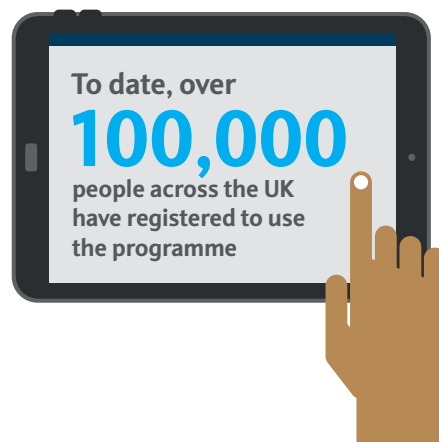 To date, over
100,000
people across the UK
have registered to use
the programme